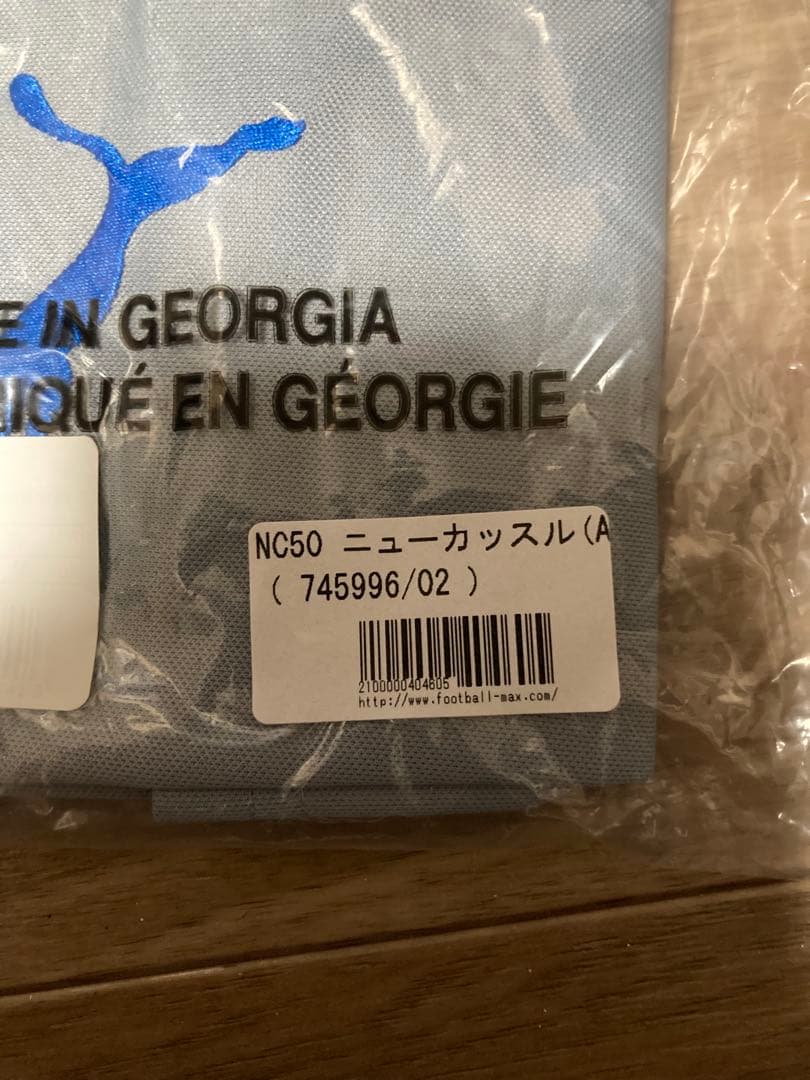 E IN GEORGIA
IQUÉ EN GÉORGIE
NC50 ニューカッスル(A
( 745996/02 )
2100000404605
http://www.football-max.com/